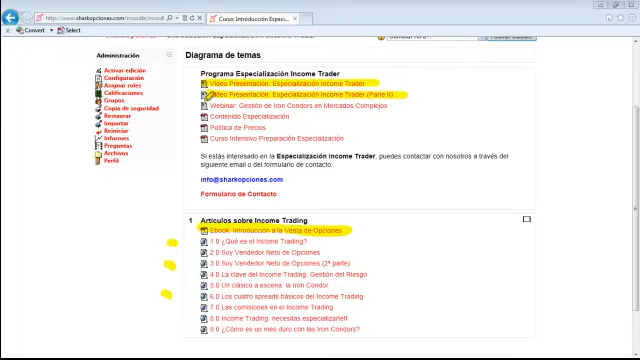 http://www.sharkopciones.com/moodle/mood
Curso: Introducción Especi...
Convert
Select
Administración
Activar edición
Configuración
Asignar roles
Calificaciones
Grupos
Copia de seguridad
Restaurar
Importar
Reiniciar
Informes
Preguntas
Archivos
Perfil
Diagrama de temas
Programa Especialización Income Trader
Video Presentación: Especialización Income Trader
Video Presentación: Especialización Income Trader (Parte II)
Webinar: Gestión de Iron Condors en Mercados Complejos
Contenido Especialización
Política de Precios
Curso Intensivo Preparación Especialización
Si estás interesado en la Especialización Income Trader, puedes contactar con nosotros a través del
siguiente email o del formulario de contacto:
info@sharkopciones.com
Formulario de Contacto
1 Artículos sobre Income Trading
Ebook: Introducción a la Venta de Opciones
1.0 ¿Qué es el Income Trading?
2.0 Soy Vendedor Neto de Opciones
3.0 Soy Vendedor Neto de Opciones (2ª parte)
4.0 La clave del Income Trading: Gestión del Riesgo
5.0 Un clásico a escena: la Iron Condor
6.0 Los cuatro spreads básicos del Income Trading
7.0 Las comisiones en el Income Trading
8.0 Income Trading: necesitas especializarte!!
9.0 ¿Cómo es un mes duro con las Iron Condors?